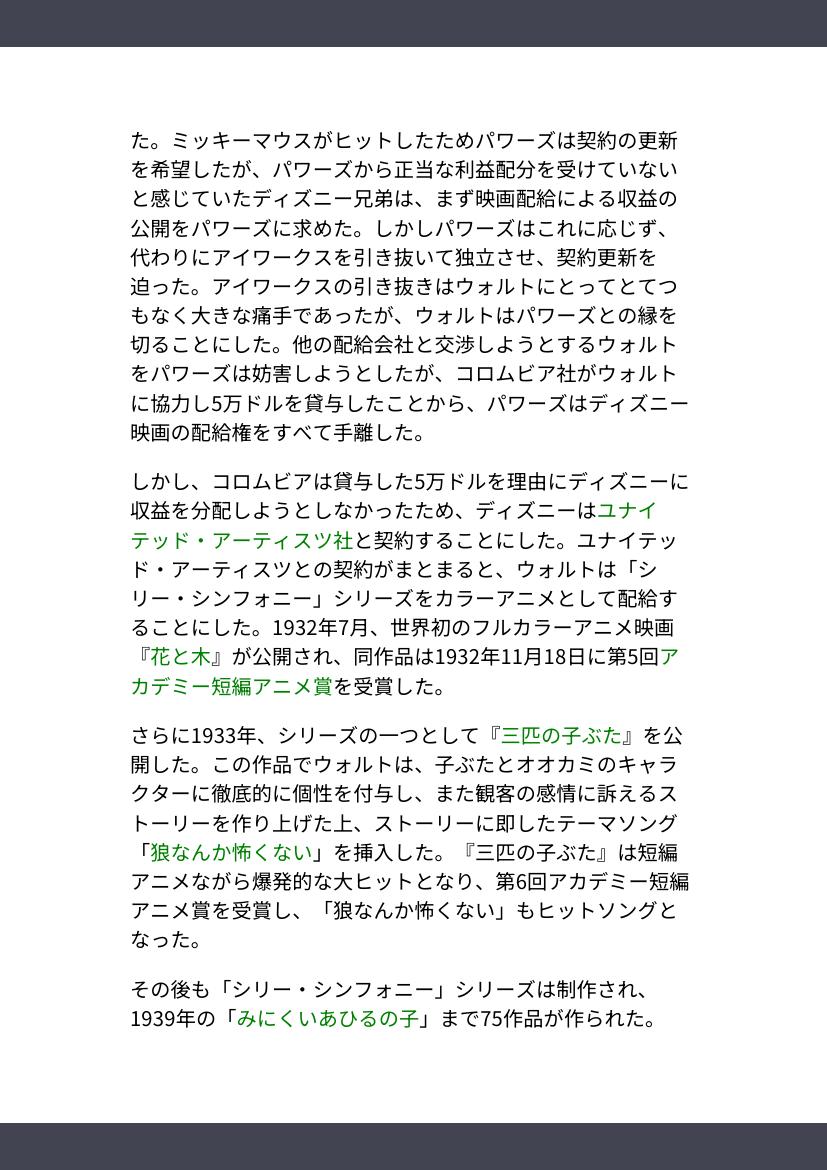 た。ミッキーマウスがヒットしたためパワーズは契約の更新
を希望したが、パワーズから正当な利益配分を受けていない
と感じていたディズニー兄弟は、まず映画配給による収益の
公開をパワーズに求めた。しかしパワーズはこれに応じず、
代わりにアイワークスを引き抜いて独立させ、契約更新を
迫った。アイワークスの引き抜きはウォルトにとってとてつ
もなく大きな痛手であったが、ウォルトはパワーズとの縁を
切ることにした。他の配給会社と交渉しようとするウォルト
をパワーズは妨害しようとしたが、コロムビア社がウォルト
に協力し5万ドルを貸与したことから、パワーズはディズニー
映画の配給権をすべて手離した。
しかし、コロムビアは貸与した5万ドルを理由にディズニーに
収益を分配しようとしなかったため、ディズニーはユナイ
テッド・アーティスツ社と契約することにした。ユナイテッ
ド・アーティスツとの契約がまとまると、ウォルトは「シ
リー・シンフォニー」シリーズをカラーアニメとして配給す
ることにした。1932年7月、世界初のフルカラーアニメ映画
『花と木』が公開され、同作品は1932年11月18日に第5回ア
カデミー短編アニメ賞を受賞した。
さらに1933年、シリーズの一つとして『三匹の子ぶた』を公
開した。この作品でウォルトは、子ぶたとオオカミのキャラ
クターに徹底的に個性を付与し、また観客の感情に訴えるス
トーリーを作り上げた上、ストーリーに即したテーマソング
「狼なんか怖くない」を挿入した。『三匹の子ぶた』は短編
アニメながら爆発的な大ヒットとなり、第6回アカデミー短編
アニメ賞を受賞し、「狼なんか怖くない」もヒットソングと
なった。
その後も「シリー・シンフォニー」シリーズは制作され、
1939年の「みにくいあひるの子」まで75作品が作られた。